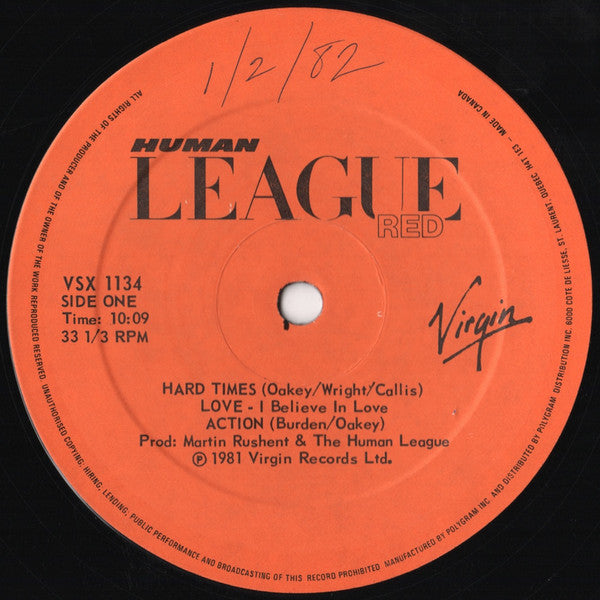 1/2/82
HUMAN
LEAGUE
RED
VSX 1134
SIDE ONE
Time: 10:09
33 1/3 RPM
Virgin
HARD TIMES (Oakey/Wright/Callis)
LOVE - I Believe In Love
ACTION (Burden/Oakey)
Prod: Martin Rushent & The Human League
Ⓟ 1981 Virgin Records Ltd.
ALL RIGHTS OF THE PRODUCER AND OF THE OWNER OF THE WORK REPRODUCED RESERVED. UNAUTHORISED COPYING, HIRING, LENDING, PUBLIC PERFORMANCE AND BROADCASTING OF THIS RECORD PROHIBITED
MANUFACTURED BY POLYGRAM INC. AND DISTRIBUTED BY POLYGRAM DISTRIBUTION INC. 6000 COTE DE LIESSE, ST. LAURENT, QUEBEC H4T 1E3 - MADE IN CANADA